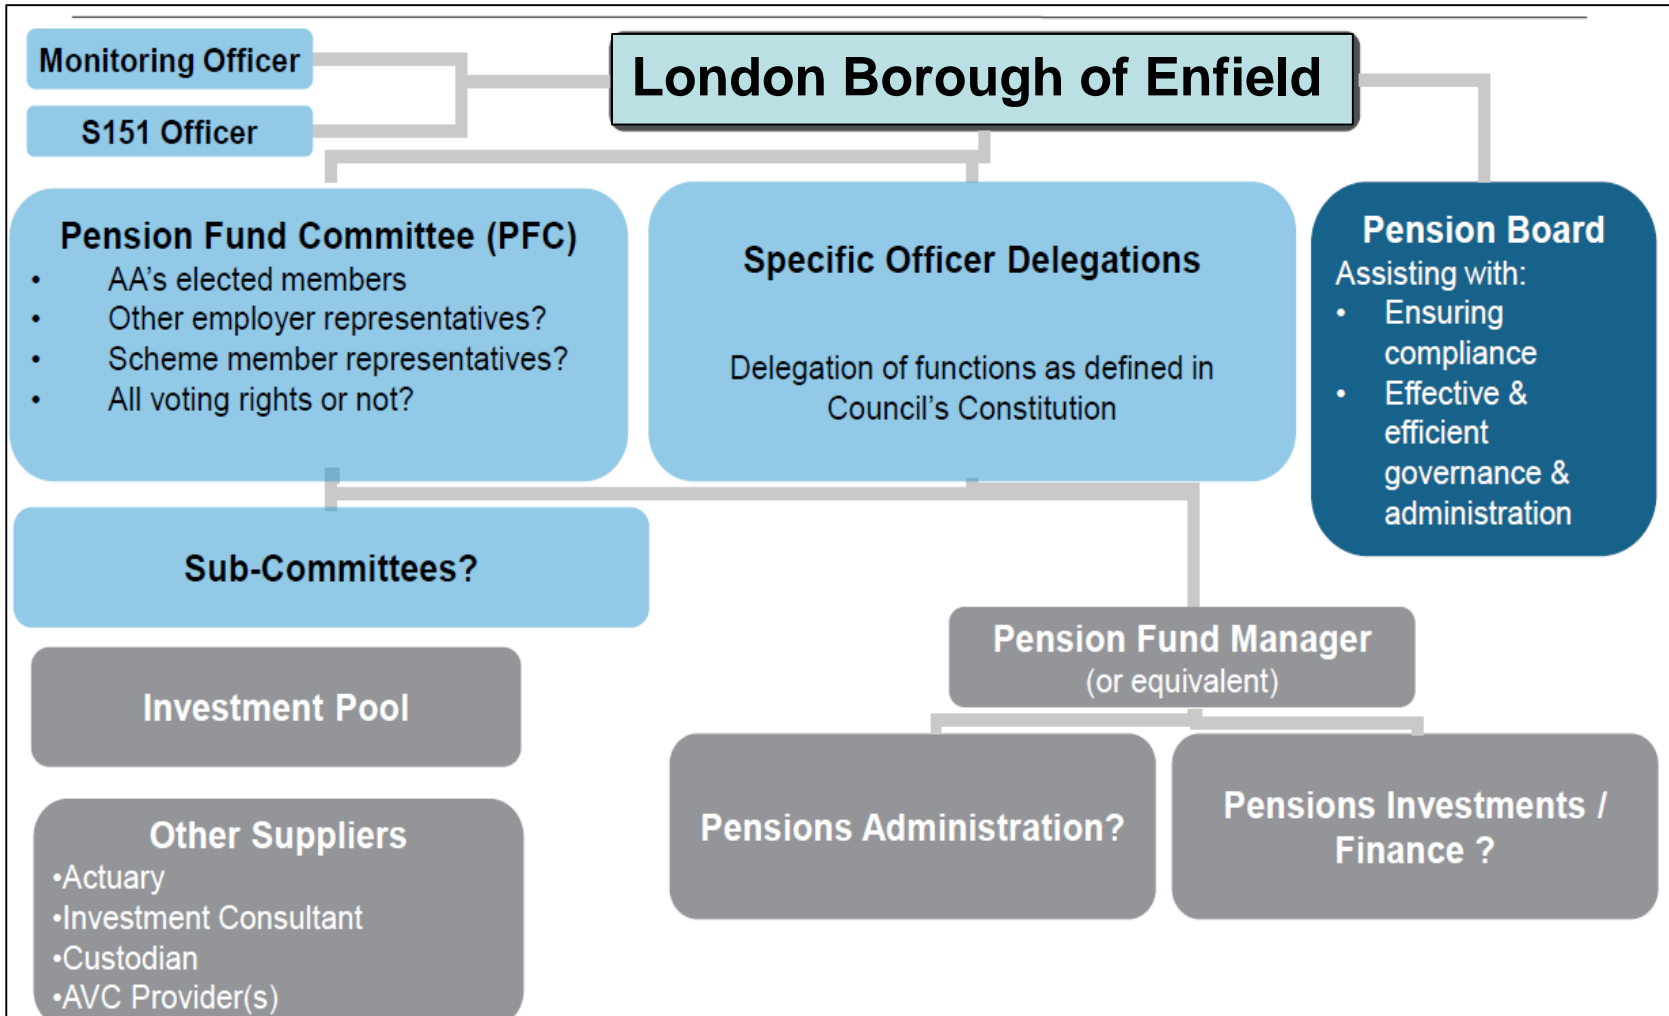 Monitoring Officer
S151 Officer
London Borough of Enfield
Pension Fund Committee (PFC)
• AA's elected members
• Other employer representatives?
• Scheme member representatives?
• All voting rights or not?
Specific Officer Delegations
Delegation of functions as defined in
Council's Constitution
Pension Board
Assisting with:
• Ensuring
compliance
• Effective &
efficient
governance &
administration
Sub-Committees?
Investment Pool
Other Suppliers
•Actuary
•Investment Consultant
•Custodian
•AVC Provider(s)
Pension Fund Manager
(or equivalent)
Pensions Administration?
Pensions Investments /
Finance ?